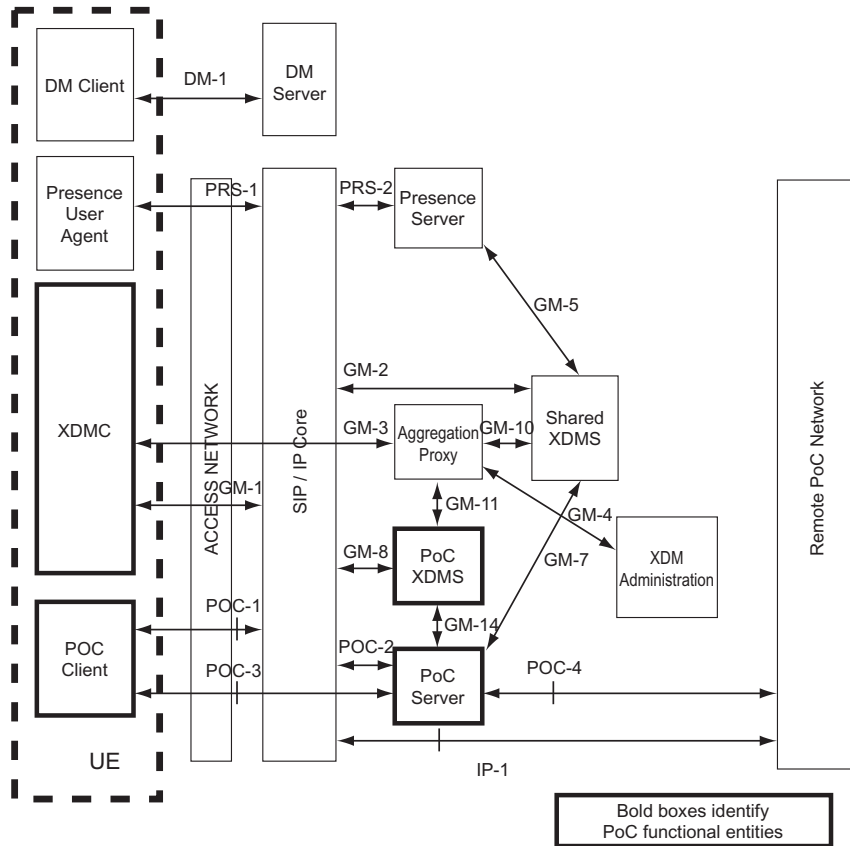 DM Client
DM-1
DM
Server
Presence
User
Agent
PRS-1
PRS-2
Presence
Server
GM-5
XDMC
ACCESS NETWORK
SIP / IP Core
GM-2
GM-3
Aggregation
Proxy
GM-10
Shared
XDMS
GM-1
GM-11
GM-4
GM-8
PoC
XDMS
GM-7
XDM
Administration
Remote PoC Network
POC
Client
POC-1
GM-14
POC-2
POC-3
PoC
Server
POC-4
UE
IP-1
Bold boxes identify
PoC functional entities